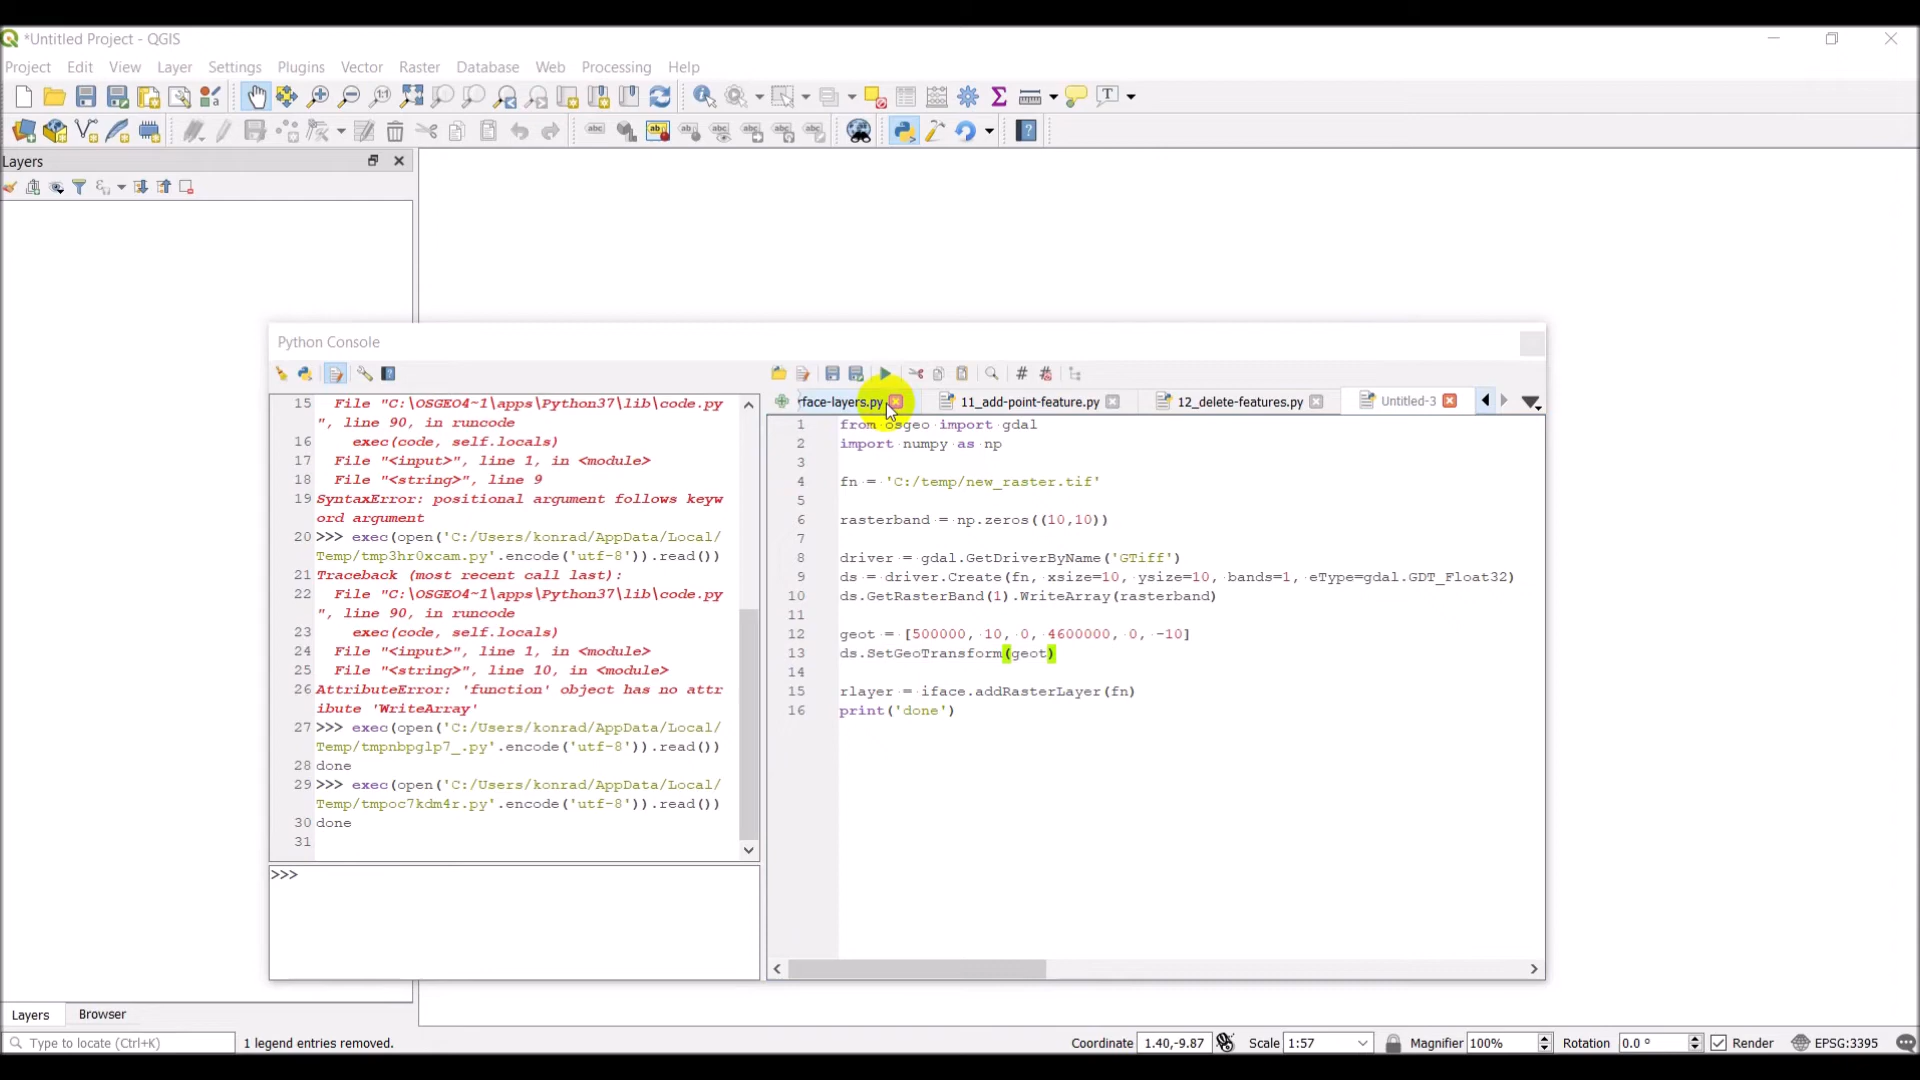 *Untitled Project - QGIS
Project Edit View Layer Settings Plugins Vector Raster Database Web Processing Help
Layers
Python Console
15 File "C:\OSGEO4~1\apps\Python37\lib\code.py
", line 90, in runcode
16 exec(code, self.locals)
17 File "<input>", line 1, in <module>
18 File "<string>", line 9
19 SyntaxError: positional argument follows keyw
ord argument
20 >>> exec(open('C:/Users/konrad/AppData/Local/
Temp/tmp3hr0xcam.py'.encode('utf-8')).read())
21 Traceback (most recent call last):
22 File "C:\OSGEO4~1\apps\Python37\lib\code.py
", line 90, in runcode
23 exec(code, self.locals)
24 File "<input>", line 1, in <module>
25 File "<string>", line 10, in <module>
26 AttributeError: 'function' object has no attr
ibute 'WriteArray'
27 >>> exec(open('C:/Users/konrad/AppData/Local/
Temp/tmpnbpglp7_.py'.encode('utf-8')).read())
28 done
29 >>> exec(open('C:/Users/konrad/AppData/Local/
Temp/tmpoc7kdm4r.py'.encode('utf-8')).read())
30 done
31
>>>
rface-layers.py 11_add-point-feature.py 12_delete-features.py Untitled-3
1 from osgeo import gdal
2 import numpy as np
3
4 fn = 'C:/temp/new_raster.tif'
5
6 rasterband = np.zeros((10,10))
7
8 driver = gdal.GetDriverByName('GTiff')
9 ds = driver.Create(fn, xsize=10, ysize=10, bands=1, eType=gdal.GDT_Float32)
10 ds.GetRasterBand(1).WriteArray(rasterband)
11
12 geot = [500000, 10, 0, 4600000, 0, -10]
13 ds.SetGeoTransform(geot)
14
15 rlayer = iface.addRasterLayer(fn)
16 print('done')
Layers Browser
Type to locate (Ctrl+K) 1 legend entries removed. Coordinate 1.40,-9.87 Scale 1:57 Magnifier 100% Rotation 0.0 ° Render EPSG:3395